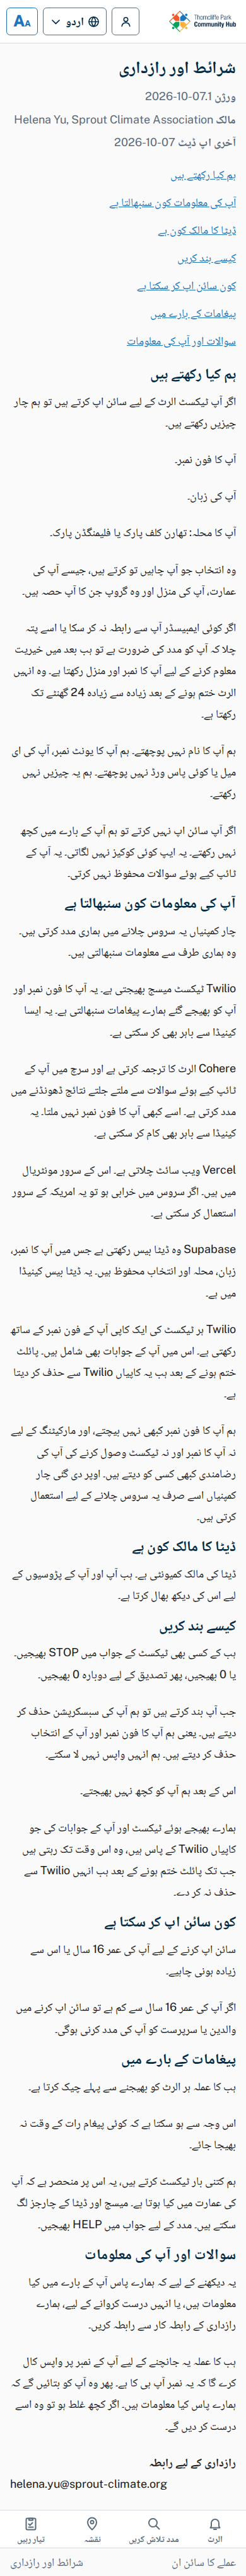 Thorncliffe Park
Community Hub
اردو
AA
شرائط اور رازداری
ورژن 1.1، 07-10-2026
مالک Helena Yu, Sprout Climate Association
آخری اپ ڈیٹ 07-10-2026
ہم کیا رکھتے ہیں
آپ کی معلومات کون سنبھالتا ہے
ڈیٹا کا مالک کون ہے
کیسے بند کریں
کون سائن اپ کر سکتا ہے
پیغامات کے بارے میں
سوالات اور آپ کی معلومات
ہم کیا رکھتے ہیں
اگر آپ ٹیکسٹ الرٹ کے لیے سائن اپ کرتے ہیں تو ہم چار
چیزیں رکھتے ہیں۔
آپ کا فون نمبر۔
آپ کی زبان۔
آپ کا محلہ: تھارن کلف پارک یا فلیمنگڈن پارک۔
وہ انتخاب جو آپ چاہیں تو کرتے ہیں، جیسے آپ کی
عمارت، آپ کی منزل اور وہ گروپ جن کا آپ حصہ ہیں۔
اگر کوئی ایمبیسڈر آپ سے رابطہ نہ کر سکا یا اسے پتہ
چلا کہ آپ کو مدد کی ضرورت ہے تو ہب بعد میں خیریت
معلوم کرنے کے لیے آپ کا نمبر اور منزل رکھتا ہے۔ وہ انہیں
الرٹ ختم ہونے کے بعد زیادہ سے زیادہ 24 گھنٹے تک
رکھتا ہے۔
ہم آپ کا نام نہیں پوچھتے۔ ہم آپ کا یونٹ نمبر، آپ کی ای
میل یا کوئی پاس ورڈ نہیں پوچھتے۔ ہم یہ چیزیں نہیں
رکھتے۔
اگر آپ سائن اپ نہیں کرتے تو ہم آپ کے بارے میں کچھ
نہیں رکھتے۔ یہ ایپ کوئی کوکیز نہیں لگاتی۔ یہ آپ کے
ٹائپ کیے ہوئے سوالات محفوظ نہیں کرتی۔
آپ کی معلومات کون سنبھالتا ہے
چار کمپنیاں یہ سروس چلانے میں ہماری مدد کرتی ہیں۔
وہ ہماری طرف سے معلومات سنبھالتی ہیں۔
Twilio ٹیکسٹ میسج بھیجتی ہے۔ یہ آپ کا فون نمبر اور
آپ کو بھیجے گئے ہمارے پیغامات سنبھالتی ہے۔ یہ ایسا
کینیڈا سے باہر بھی کر سکتی ہے۔
Cohere الرٹ کا ترجمہ کرتی ہے اور سرچ میں آپ کے
ٹائپ کیے ہوئے سوالات سے ملتے جلتے نتائج ڈھونڈنے میں
مدد کرتی ہے۔ اسے کبھی آپ کا فون نمبر نہیں ملتا۔ یہ
کینیڈا سے باہر بھی کام کر سکتی ہے۔
Vercel ویب سائٹ چلاتی ہے۔ اس کے سرور مونٹریال
میں ہیں۔ اگر سروس میں خرابی ہو تو یہ امریکہ کے سرور
استعمال کر سکتی ہے۔
Supabase وہ ڈیٹا بیس رکھتی ہے جس میں آپ کا نمبر،
زبان، محلہ اور انتخاب محفوظ ہیں۔ یہ ڈیٹا بیس کینیڈا
میں ہے۔
Twilio ہر ٹیکسٹ کی ایک کاپی آپ کے فون نمبر کے ساتھ
رکھتی ہے۔ اس میں آپ کے جوابات بھی شامل ہیں۔ پائلٹ
ختم ہونے کے بعد ہب یہ کاپیاں Twilio سے حذف کر دیتا
ہے۔
ہم آپ کا فون نمبر کبھی نہیں بیچتے، اور مارکیٹنگ کے لیے
نہ آپ کا نمبر اور نہ ٹیکسٹ وصول کرنے کی آپ کی
رضامندی کبھی کسی کو دیتے ہیں۔ اوپر دی گئی چار
کمپنیاں اسے صرف یہ سروس چلانے کے لیے استعمال
کرتی ہیں۔
ڈیٹا کا مالک کون ہے
ڈیٹا کی مالک کمیونٹی ہے۔ ہب آپ اور آپ کے پڑوسیوں کے
لیے اس کی دیکھ بھال کرتا ہے۔
کیسے بند کریں
ہب کے کسی بھی ٹیکسٹ کے جواب میں STOP بھیجیں۔
یا 0 بھیجیں، پھر تصدیق کے لیے دوبارہ 0 بھیجیں۔
جب آپ بند کرتے ہیں تو ہم آپ کی سبسکرپشن حذف کر
دیتے ہیں۔ یعنی ہم آپ کا فون نمبر اور آپ کے انتخاب
حذف کر دیتے ہیں۔ ہم انہیں واپس نہیں لا سکتے۔
اس کے بعد ہم آپ کو کچھ نہیں بھیجتے۔
ہمارے بھیجے ہوئے ٹیکسٹ اور آپ کے جوابات کی جو
کاپیاں Twilio کے پاس ہیں، وہ اس وقت تک رہتی ہیں
جب تک پائلٹ ختم ہونے کے بعد ہب انہیں Twilio سے
حذف نہ کر دے۔
کون سائن اپ کر سکتا ہے
سائن اپ کرنے کے لیے آپ کی عمر 16 سال یا اس سے
زیادہ ہونی چاہیے۔
اگر آپ کی عمر 16 سال سے کم ہے تو سائن اپ کرنے میں
والدین یا سرپرست کو آپ کی مدد کرنی ہوگی۔
پیغامات کے بارے میں
ہب کا عملہ ہر الرٹ کو بھیجنے سے پہلے چیک کرتا ہے۔
اس وجہ سے ہو سکتا ہے کہ کوئی پیغام رات کے وقت نہ
بھیجا جائے۔
ہم کتنی بار ٹیکسٹ کرتے ہیں، یہ اس پر منحصر ہے کہ آپ
کی عمارت میں کیا ہوتا ہے۔ میسج اور ڈیٹا کے چارجز لگ
سکتے ہیں۔ مدد کے لیے جواب میں HELP بھیجیں۔
سوالات اور آپ کی معلومات
یہ دیکھنے کے لیے کہ ہمارے پاس آپ کے بارے میں کیا
معلومات ہیں، یا انہیں درست کروانے کے لیے، ہمارے
رازداری کے رابطہ کار سے رابطہ کریں۔
ہب کا عملہ یہ جانچنے کے لیے آپ کے نمبر پر واپس کال
کرے گا کہ یہ نمبر آپ ہی کا ہے۔ پھر وہ آپ کو بتائیں گے کہ
ہمارے پاس کیا معلومات ہیں۔ اگر کچھ غلط ہو تو وہ اسے
درست کر دیں گے۔
رازداری کے لیے رابطہ
helena.yu@sprout-climate.org
الرٹ
مدد تلاش کریں
نقشہ
تیار رہیں
عملے کا سائن ان
شرائط اور رازداری